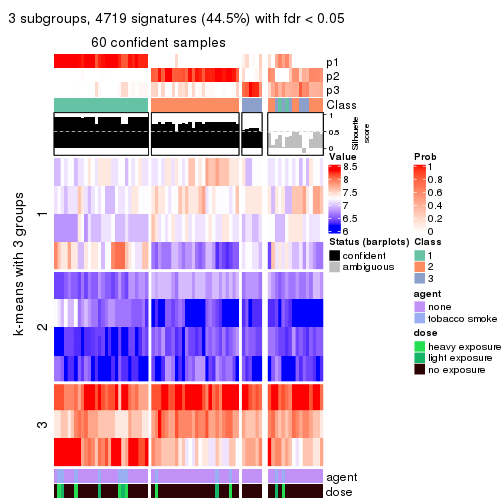 3 subgroups, 4719 signatures (44.5%) with fdr < 0.05
60 confident samples
p1
p2
p3
Class
1
0.5
0
Silhouette
score
k-means with 3 groups
1
2
3
agent
dose
Value
8.5
8
7.5
7
6.5
6
Prob
1
0.8
0.6
0.4
0.2
0
Status (barplots)
confident
ambiguous
Class
1
2
3
agent
none
tobacco smoke
dose
heavy exposure
light exposure
no exposure